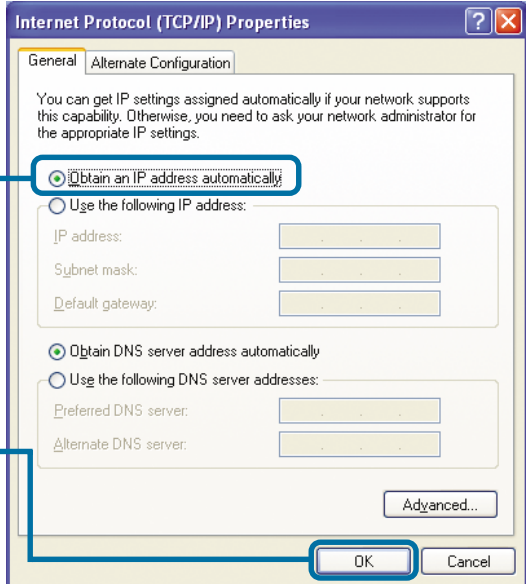 Internet Protocol (TCP/IP) Properties
General
Alternate Configuration
You can get IP settings assigned automatically if your network supports
this capability. Otherwise, you need to ask your network administrator for
the appropriate IP settings.
Obtain an IP address automatically
Use the following IP address:
IP address:
Subnet mask:
Default gateway:
Obtain DNS server address automatically
Use the following DNS server addresses:
Preferred DNS server:
Alternate DNS server:
Advanced...
OK
Cancel